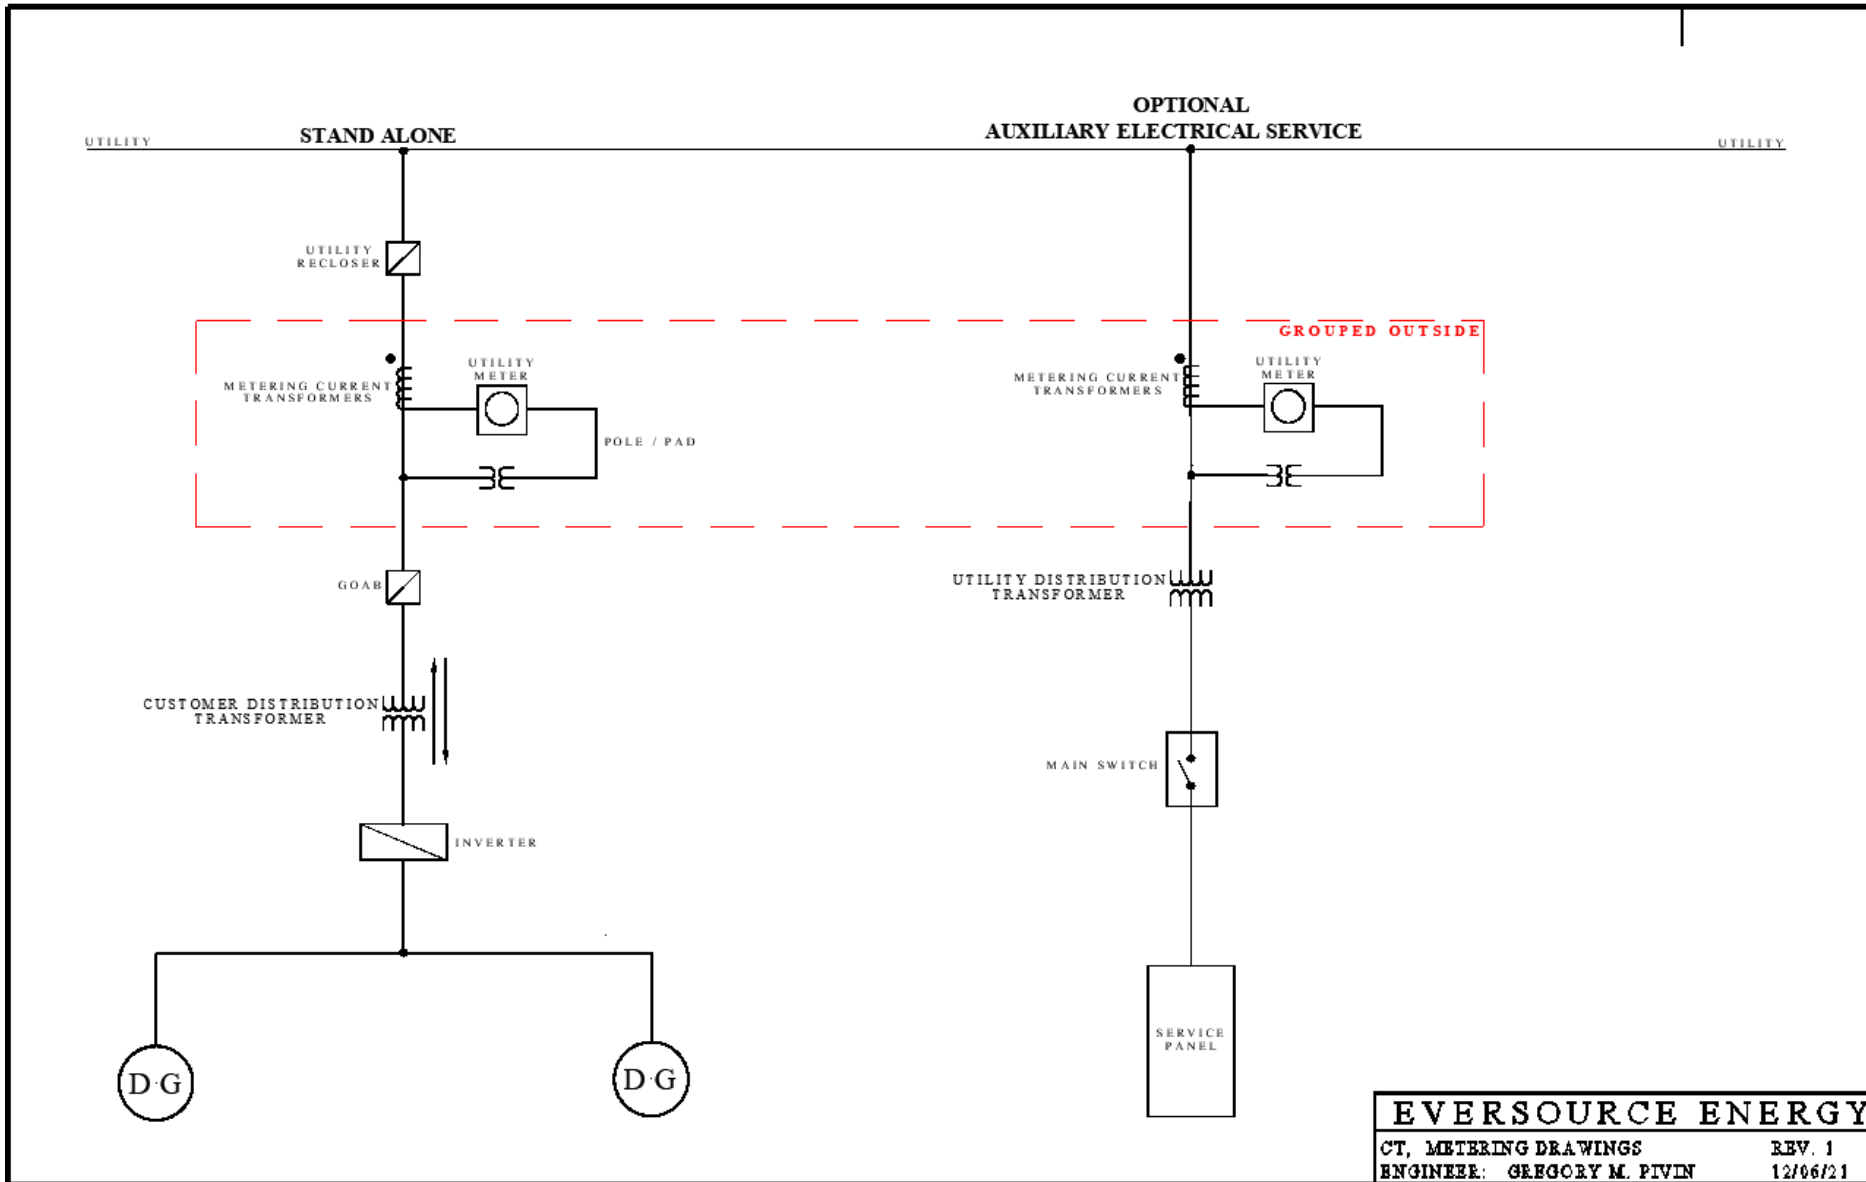 OPTIONAL
STAND ALONE
AUXILIARY ELECTRICAL SERVICE
UTILITY
UTILITY
UTILITY
RECLOSER
GROUPED OUTSIDE
UTILITY
METER
METERING CURRENT
TRANSFORMERS
POLE / PAD
UTILITY
METER
METERING CURRENT
TRANSFORMERS
GOAB
UTILITY DISTRIBUTION
TRANSFORMER
CUSTOMER DISTRIBUTION
TRANSFORMER
MAIN SWITCH
INVERTER
SERVICE
PANEL
D·G
D·G
EVERSOURCE ENERGY
CT, METERING DRAWINGS REV. 1
ENGINEER: GREGORY M. PIVIN 12/06/21